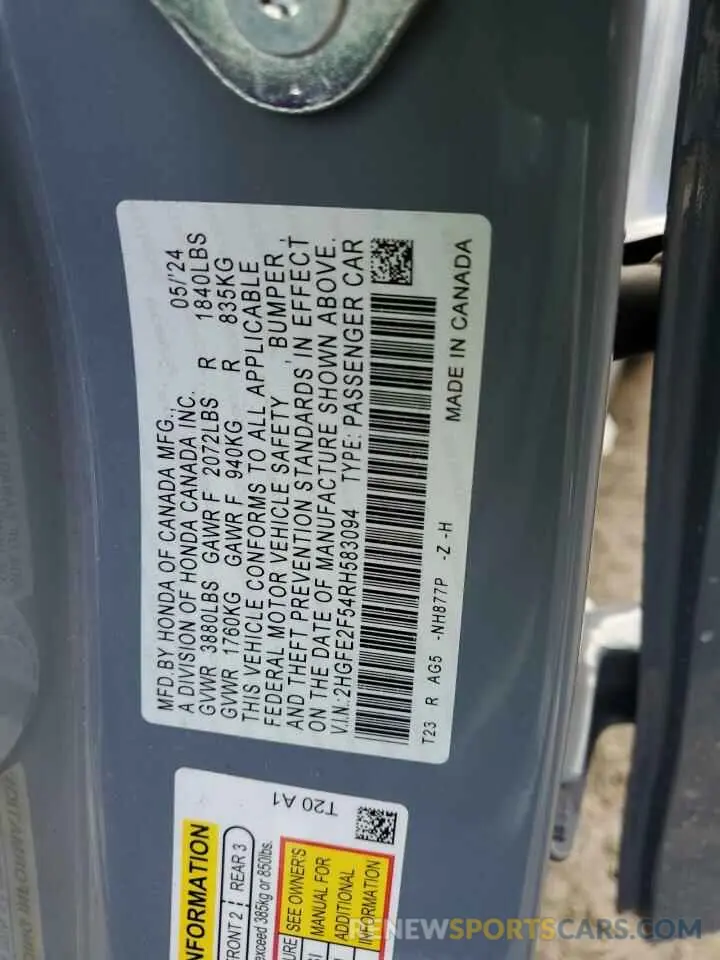 MFD.BY HONDA OF CANADA MFG.,
A DIVISION OF HONDA CANADA INC. 05/'24
GVWR 3880LBS GAWR F 2072LBS R 1840LBS
GVWR 1760KG GAWR F 940KG R 835KG
THIS VEHICLE CONFORMS TO ALL APPLICABLE
FEDERAL MOTOR VEHICLE SAFETY , BUMPER ,
AND THEFT PREVENTION STANDARDS IN EFFECT
ON THE DATE OF MANUFACTURE SHOWN ABOVE.
V.I.N.:2HGFE2F54RH583094 TYPE: PASSENGER CAR
T23 R AG5 -NH877P -Z -H MADE IN CANADA
T20 A1
INFORMATION
FRONT 2 REAR 3
exceed 385kg or 850lbs.
SEE OWNER'S
MANUAL FOR
ADDITIONAL
INFORMATION
RENEWSPORTSCARS.COM